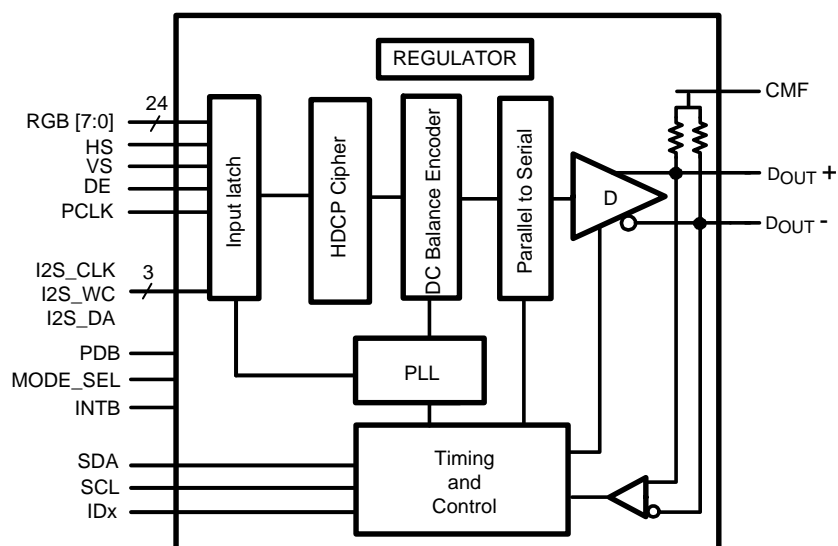 REGULATOR
CMF
24
RGB [7:0]
HS
VS
DE
PCLK
Input latch
HDCP Cipher
DC Balance Encoder
Parallel to Serial
D
DOUT +
DOUT -
I2S_CLK
3
I2S_WC
I2S_DA
PDB
MODE_SEL
INTB
PLL
SDA
SCL
IDx
Timing
and
Control